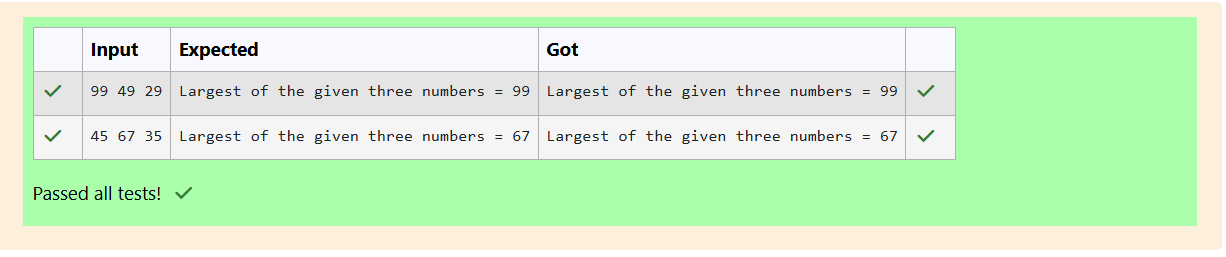 Input Expected Got
99 49 29 Largest of the given three numbers = 99 Largest of the given three numbers = 99
45 67 35 Largest of the given three numbers = 67 Largest of the given three numbers = 67
Passed all tests!